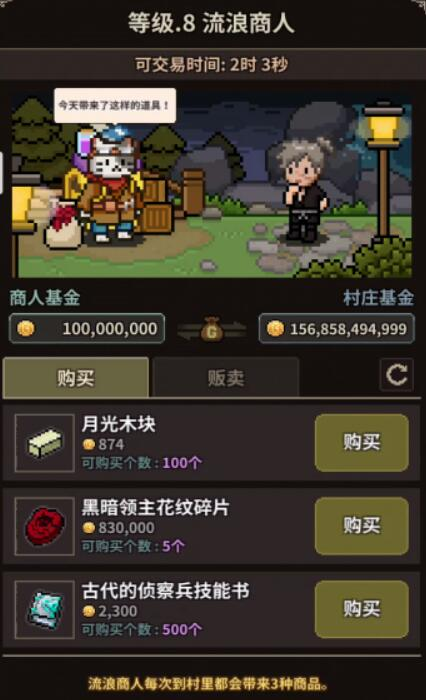 等级.8 流浪商人
可交易时间: 2时 3秒
今天带来了这样的道具！
商人基金
村庄基金
100,000,000
G
156,858,494,999
购买
贩卖
月光木块
874
可购买个数 : 100个
购买
黑暗领主花纹碎片
830,000
可购买个数 : 5个
购买
古代的侦察兵技能书
2,300
可购买个数 : 500个
购买
流浪商人每次到村里都会带来3种商品。